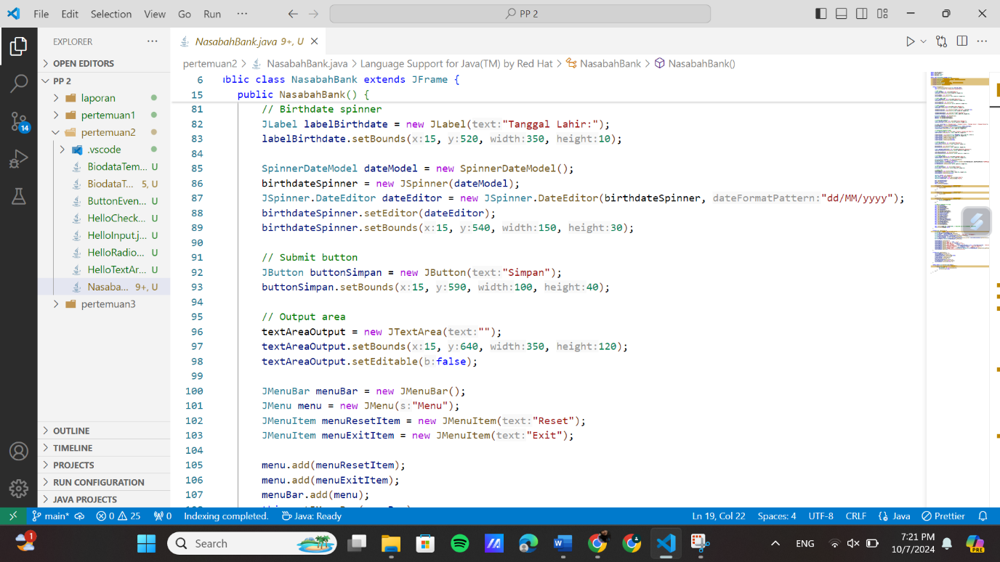 File Edit Selection View Go Run ··· PP 2
EXPLORER ···
OPEN EDITORS
PP 2
laporan
pertemuan1
pertemuan2
.vscode
BiodataTem... U
BiodataT... 5, U
ButtonEven... U
HelloCheck... U
HelloInput.j... U
HelloRadio... U
HelloTextAr... U
Nasaba... 9+, U
pertemuan3
OUTLINE
TIMELINE
PROJECTS
RUN CONFIGURATION
JAVA PROJECTS
14
NasabahBank.java 9+, U
pertemuan2 > NasabahBank.java > Language Support for Java(TM) by Red Hat > NasabahBank > NasabahBank()
6 ublic class NasabahBank extends JFrame {
15 public NasabahBank() {
81 // Birthdate spinner
82 JLabel labelBirthdate = new JLabel(text:"Tanggal Lahir:");
83 labelBirthdate.setBounds(x:15, y:520, width:350, height:10);
84
85 SpinnerDateModel dateModel = new SpinnerDateModel();
86 birthdateSpinner = new JSpinner(dateModel);
87 JSpinner.DateEditor dateEditor = new JSpinner.DateEditor(birthdateSpinner, dateFormatPattern:"dd/MM/yyyy");
88 birthdateSpinner.setEditor(dateEditor);
89 birthdateSpinner.setBounds(x:15, y:540, width:150, height:30);
90
91 // Submit button
92 JButton buttonSimpan = new JButton(text:"Simpan");
93 buttonSimpan.setBounds(x:15, y:590, width:100, height:40);
94
95 // Output area
96 textAreaOutput = new JTextArea(text:"");
97 textAreaOutput.setBounds(x:15, y:640, width:350, height:120);
98 textAreaOutput.setEditable(b:false);
99
100 JMenuBar menuBar = new JMenuBar();
101 JMenu menu = new JMenu(s:"Menu");
102 JMenuItem menuResetItem = new JMenuItem(text:"Reset");
103 JMenuItem menuExitItem = new JMenuItem(text:"Exit");
104
105 menu.add(menuResetItem);
106 menu.add(menuExitItem);
107 menuBar.add(menu);
main* 0 25 0 Indexing completed. Java: Ready Ln 19, Col 22 Spaces: 4 UTF-8 CRLF Java Prettier
1 Search ENG 7:21 PM
10/7/2024 PRE